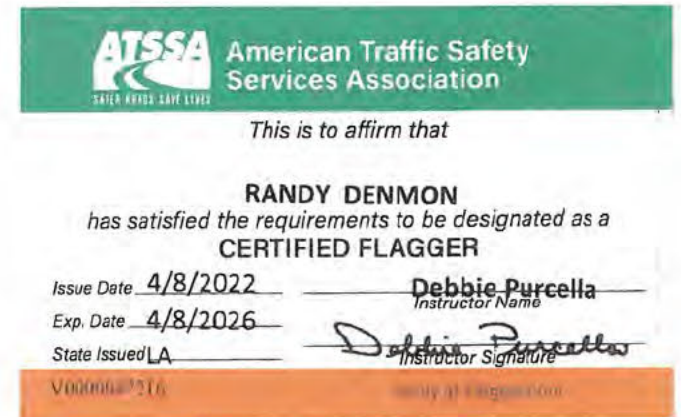 ATSSA
SAFER ROADS SAVE LIVES
American Traffic Safety
Services Association
This is to affirm that
RANDY DENMON
has satisfied the requirements to be designated as a
CERTIFIED FLAGGER
Issue Date 4/8/2022
Debbie Purcella
Instructor Name
Exp. Date 4/8/2026
Debbie Purcella
State Issued LA
Instructor Signature